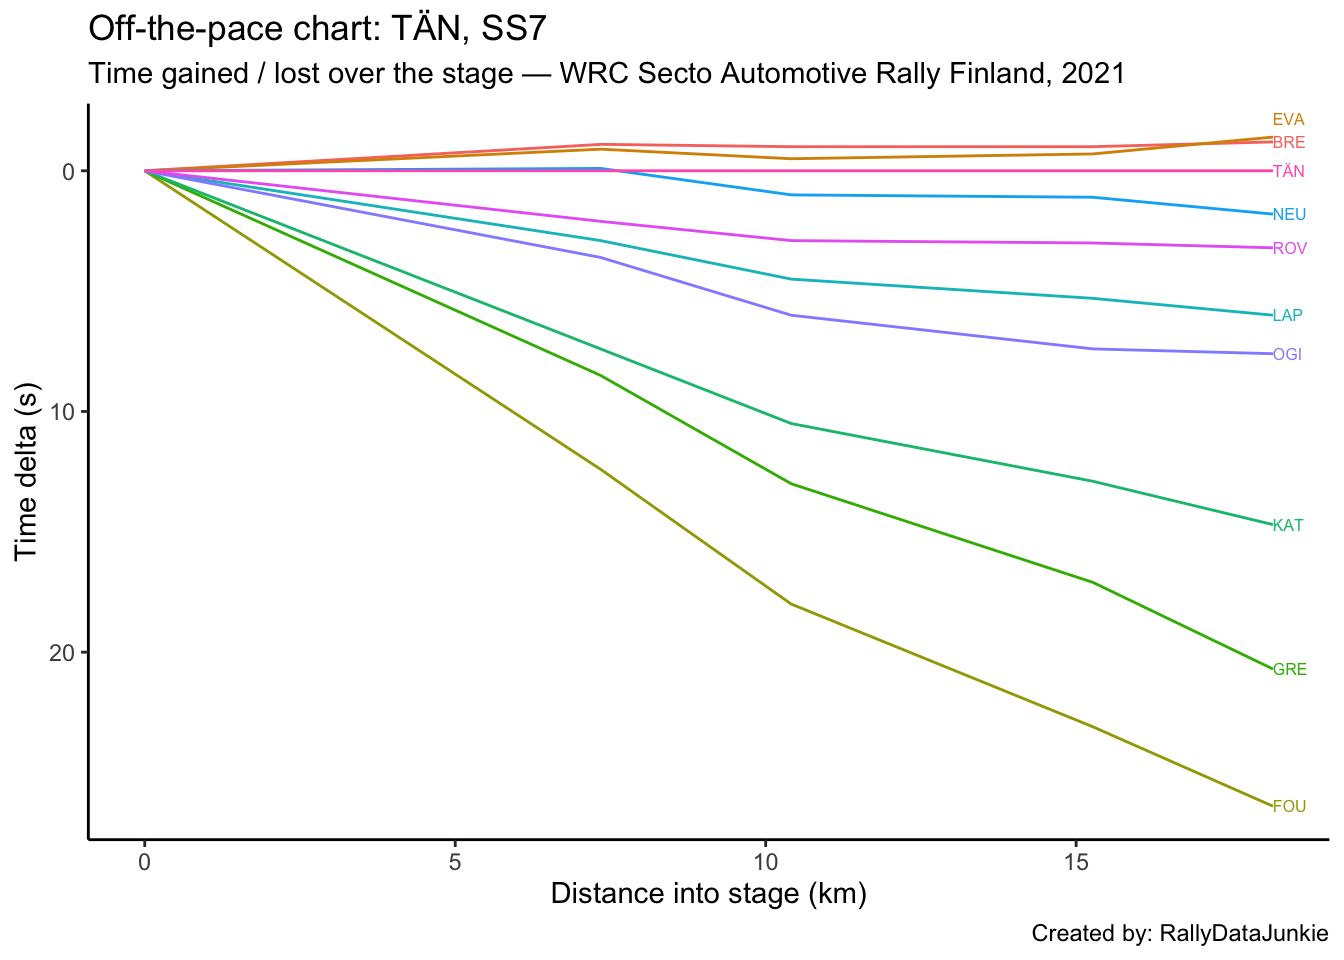 Off-the-pace chart: TÄN, SS7
Time gained / lost over the stage — WRC Secto Automotive Rally Finland, 2021
EVA
BRE
0
TÄN
NEU
ROV
LAP
OGI
10
KAT
20
GRE
FOU
Time delta (s)
0 5 10 15
Distance into stage (km)
Created by: RallyDataJunkie